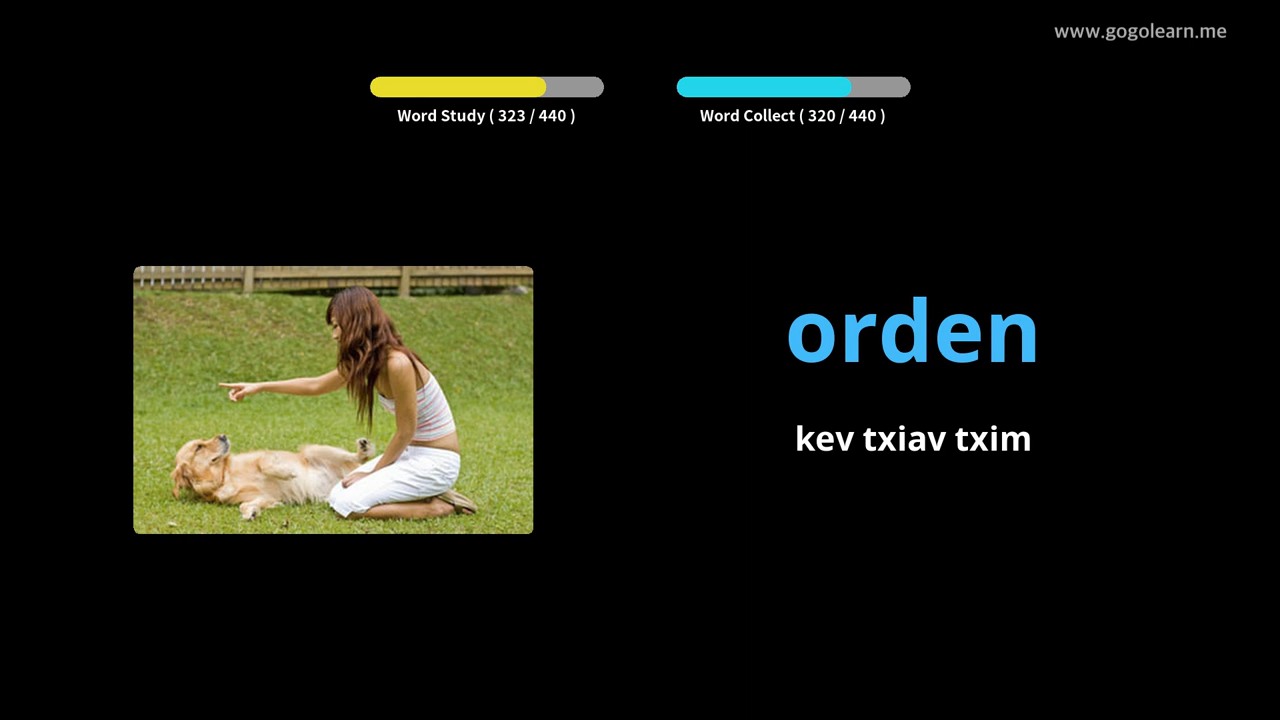 www.gogolearn.me
Word Study ( 323 / 440 )
Word Collect ( 320 / 440 )
orden
kev txiav txim